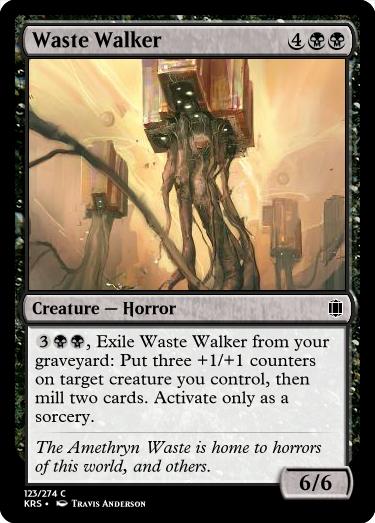 Waste Walker 4
Creature — Horror
3, Exile Waste Walker from your
graveyard: Put three +1/+1 counters
on target creature you control, then
mill two cards. Activate only as a
sorcery.
The Amethryn Waste is home to horrors
of this world, and others.
6/6
123/274 C
KRS • Travis Anderson